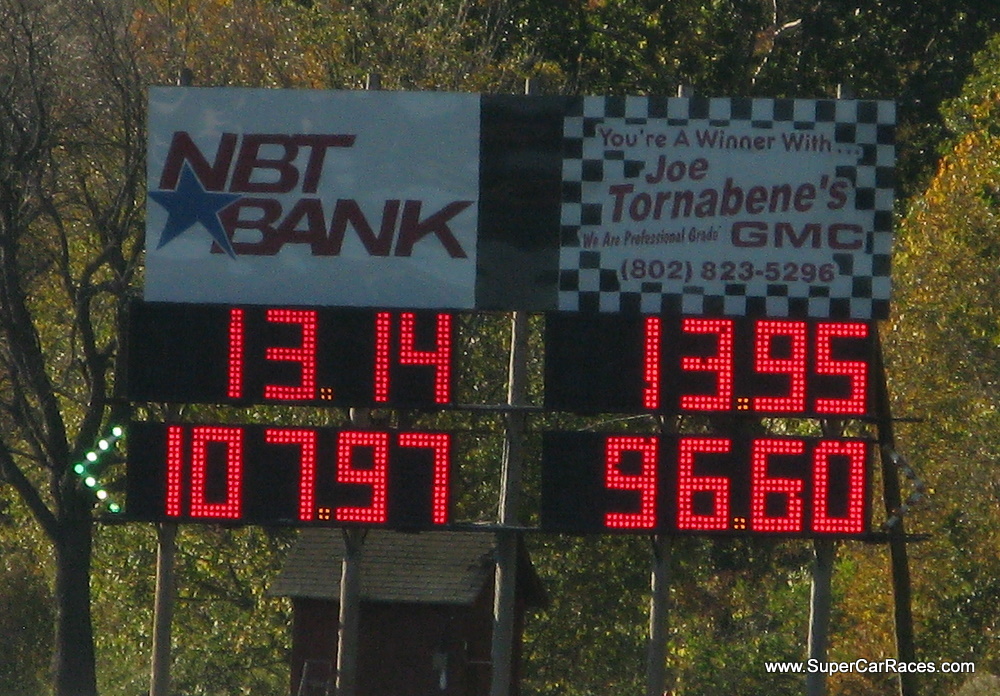 NBT
BANK
You're A Winner With...
Joe
Tornabene's
We Are Professional Grade GMC
(802) 823-5296
13.14
13.95
107.97
96.60
www.SuperCarRaces.com